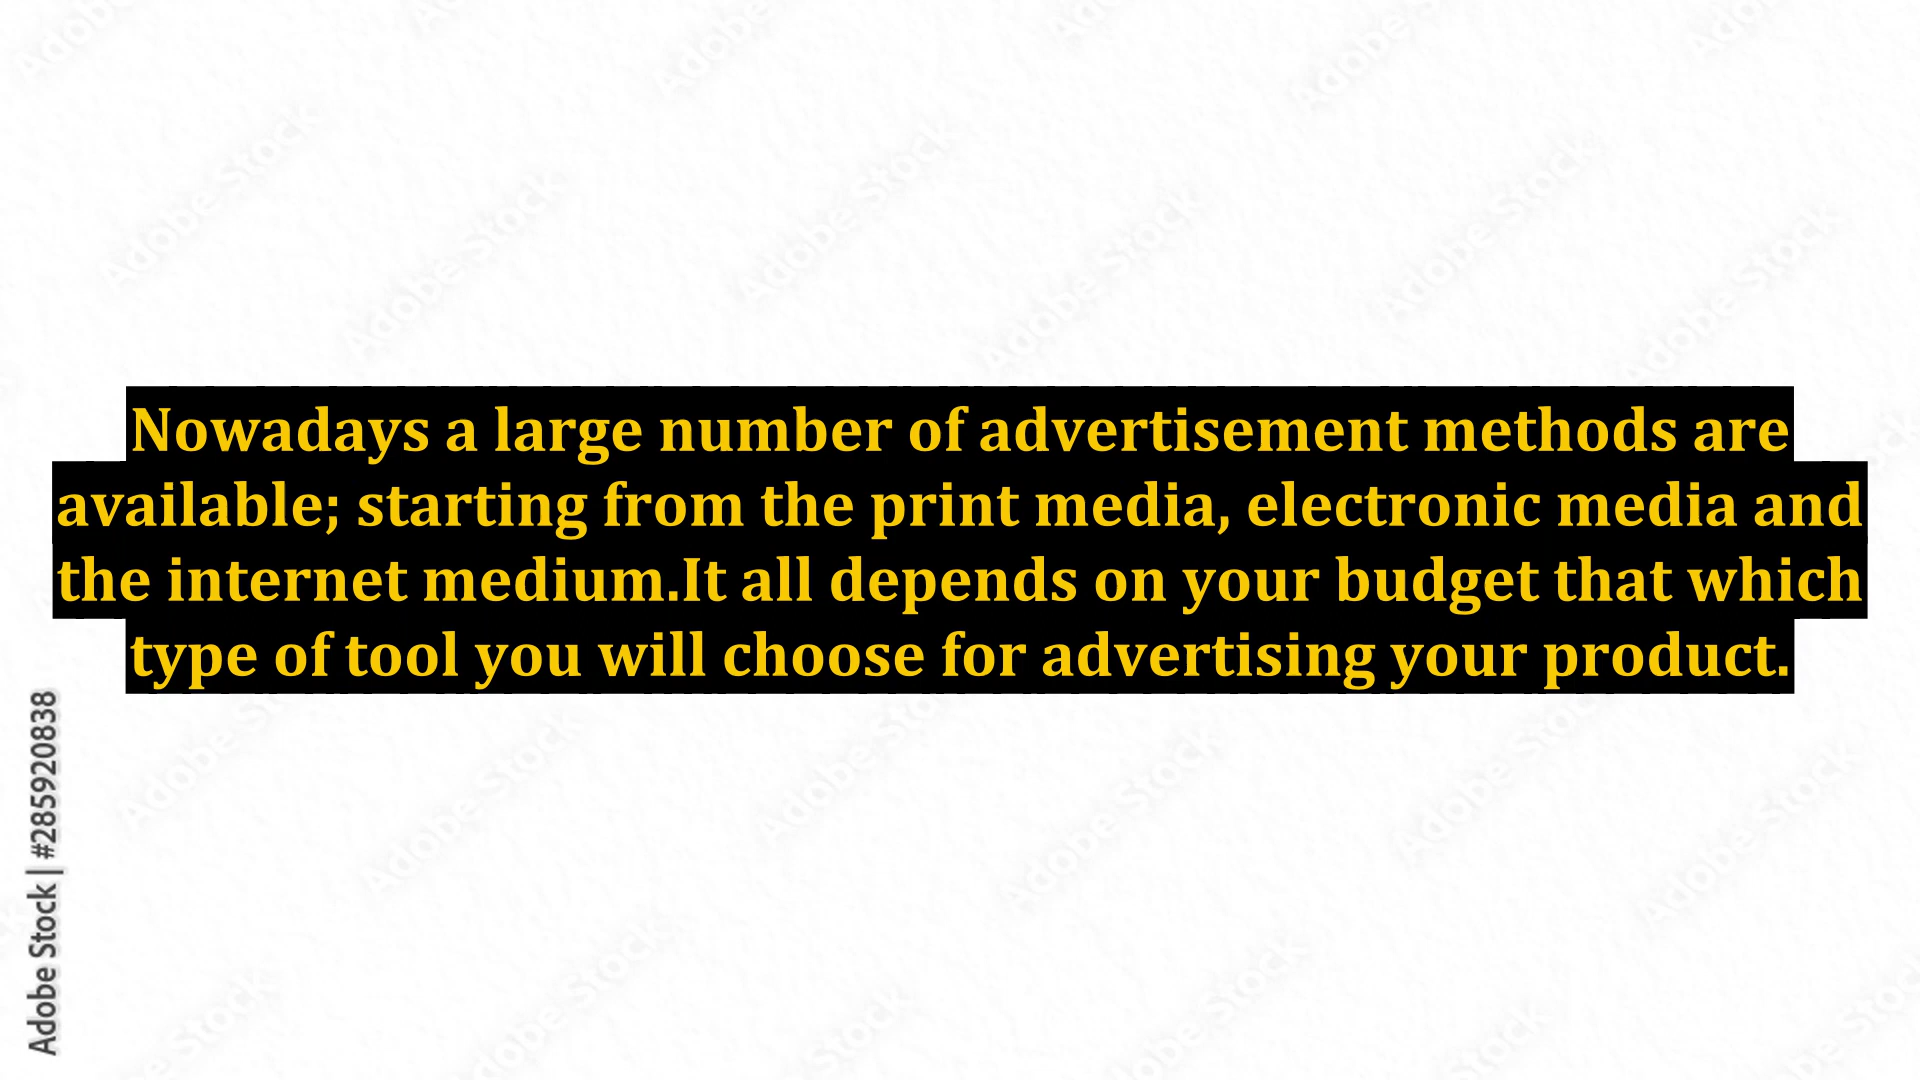 Nowadays a large number of advertisement methods are
available; starting from the print media, electronic media and
the internet medium.It all depends on your budget that which
type of tool you will choose for advertising your product.
Adobe Stock | #285920838
Adobe Stock